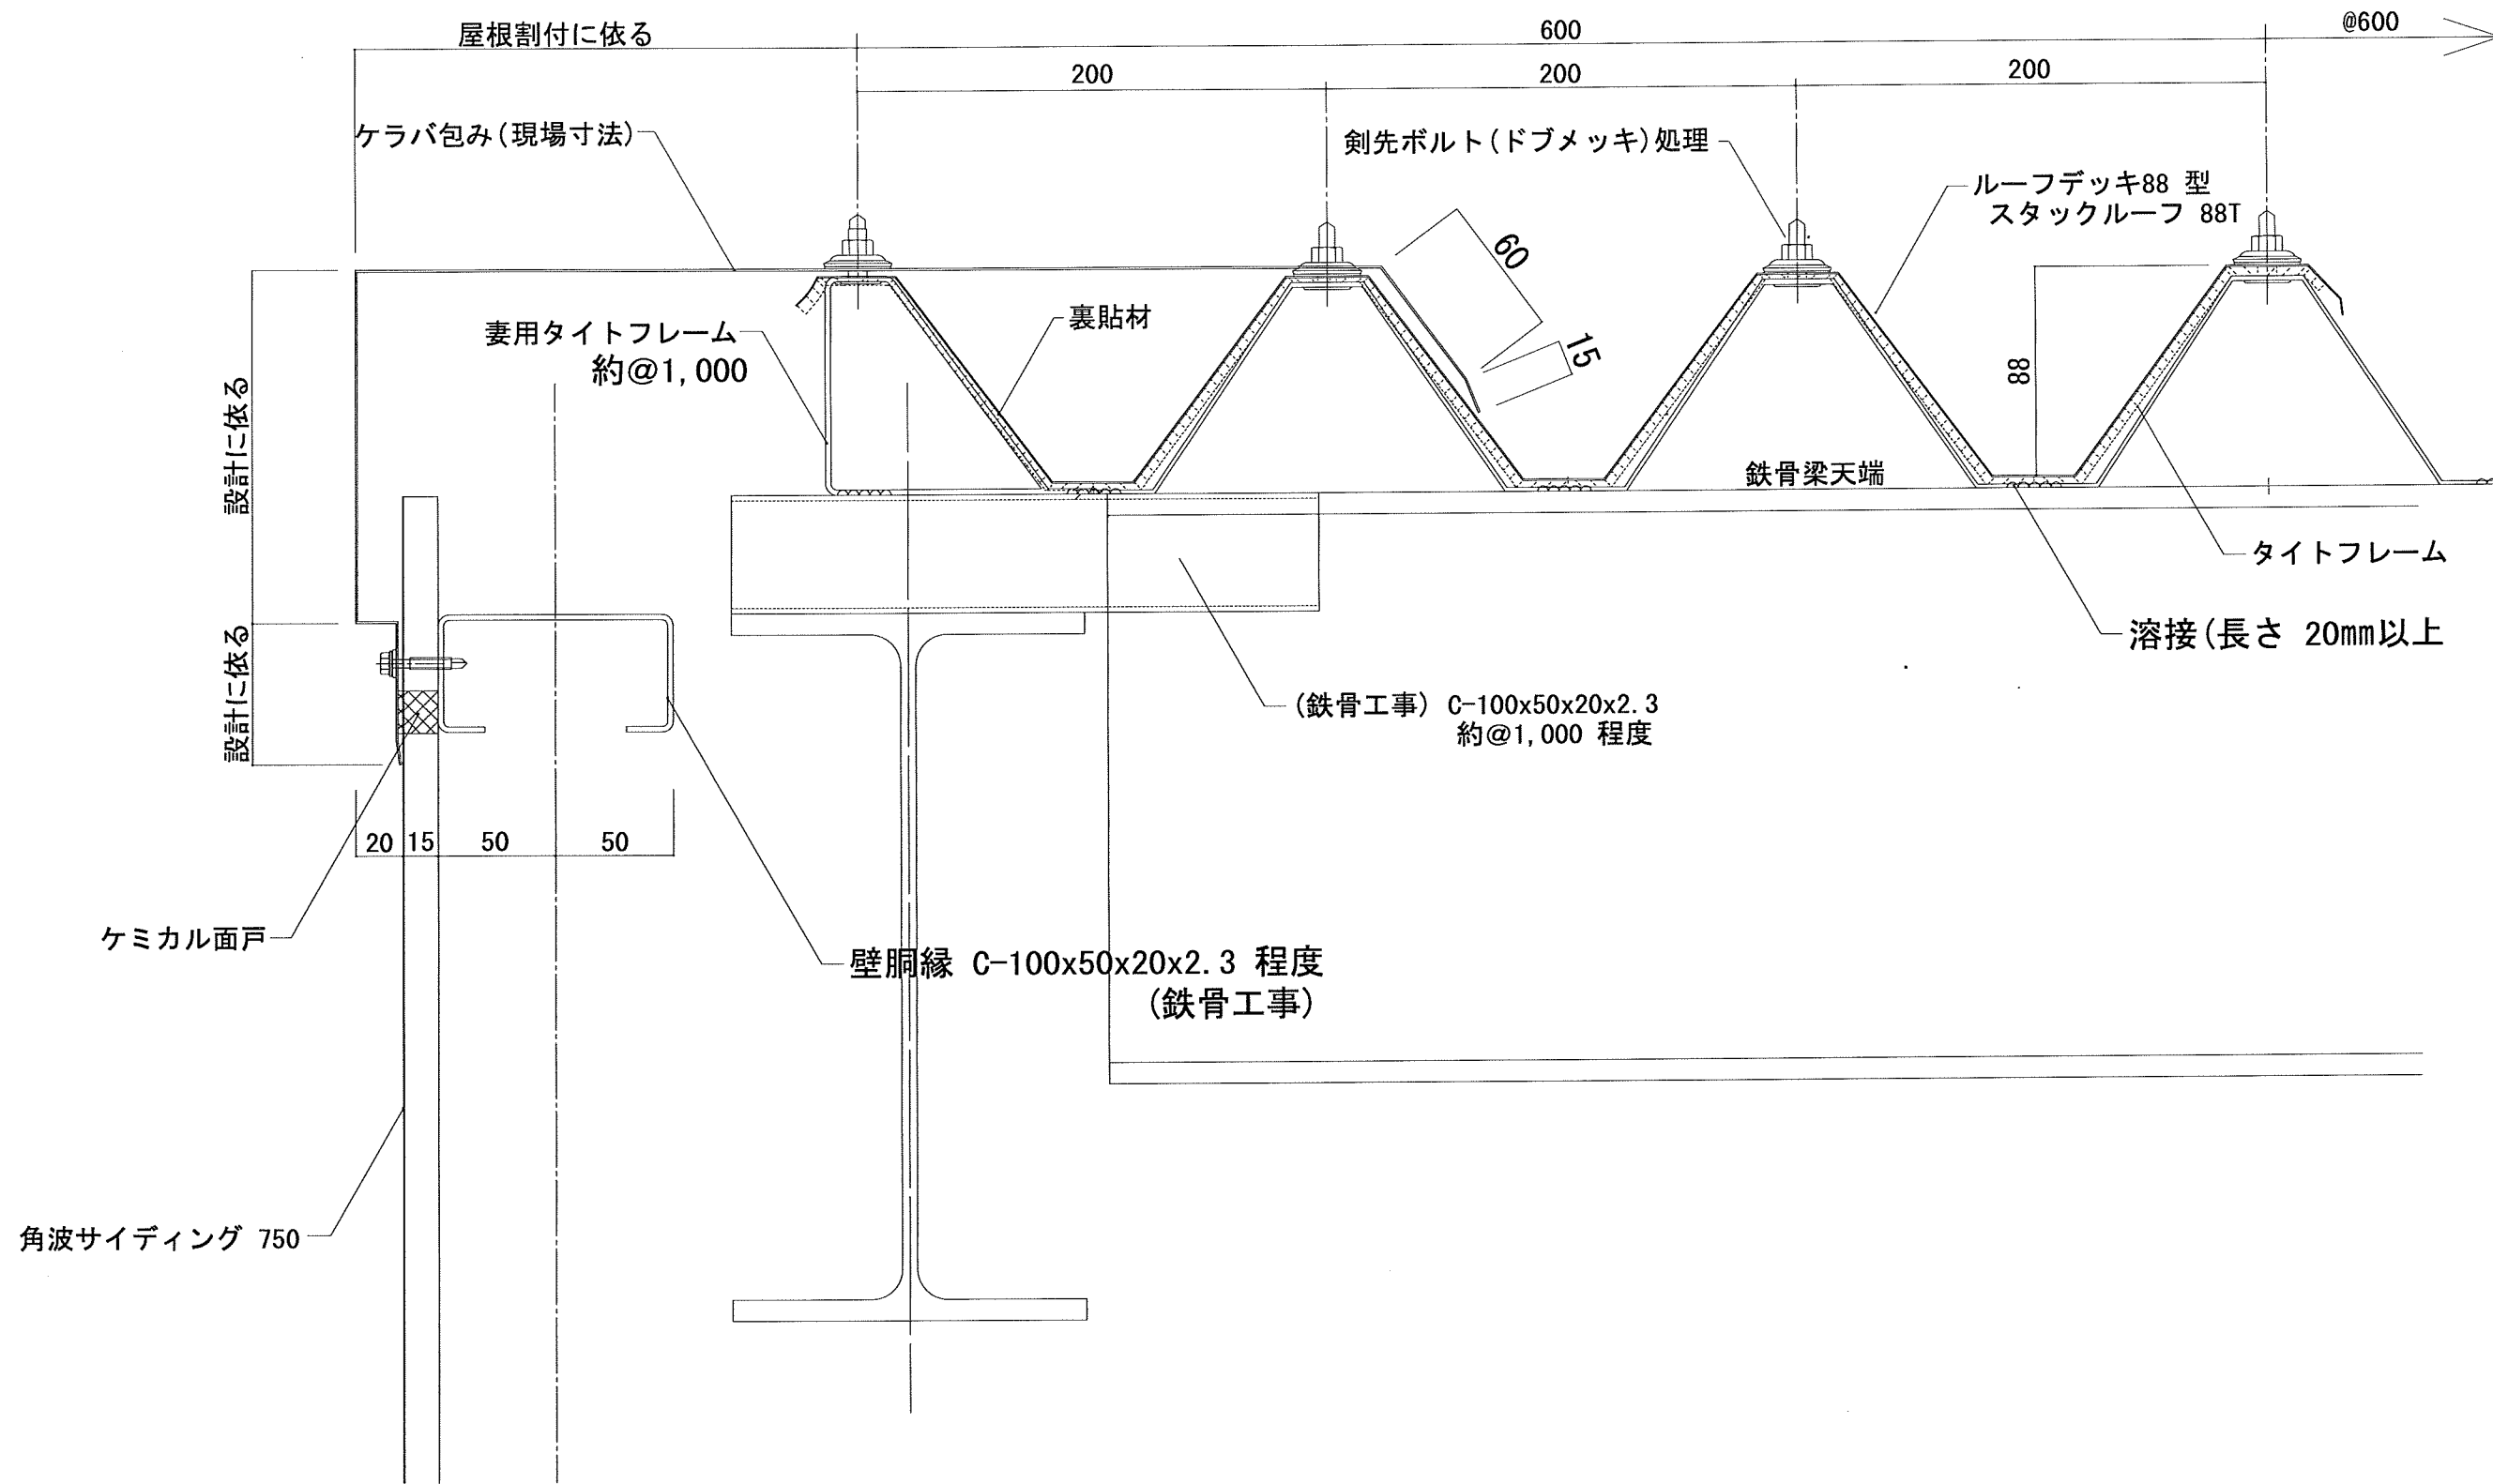 屋根割付に依る
600
@600
200
200
200
ケラバ包み(現場寸法)
剣先ボルト(ドブメッキ)処理
ルーフデッキ88 型
スタックルーフ 88T
60
15
裏貼材
妻用タイトフレーム
約@1,000
88
設計に依る
鉄骨梁天端
タイトフレーム
溶接(長さ 20mm以上
設計に依る
(鉄骨工事) C-100x50x20x2.3
約@1,000 程度
20
15
50
50
ケミカル面戸
壁胴縁 C-100x50x20x2.3 程度
(鉄骨工事)
角波サイディング 750